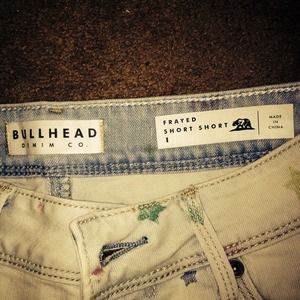 BULLHEAD
DENIM CO.
FRAYED
SHORT SHORT
1
MADE
IN
CHINA